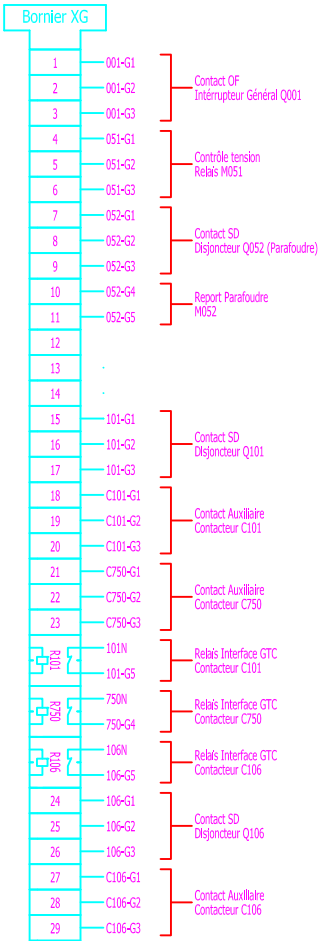 Bornier XG
1 001-G1
2 001-G2
3 001-G3
Contact OF
Intérrupteur Général Q001
4 051-G1
5 051-G2
6 051-G3
Contrôle tension
Relais M051
7 052-G1
8 052-G2
9 052-G3
Contact SD
Disjoncteur Q052 (Parafoudre)
10 052-G4
11 052-G5
Report Parafoudre
M052
12
13
14
15 101-G1
16 101-G2
17 101-G3
Contact SD
Disjoncteur Q101
18 C101-G1
19 C101-G2
20 C101-G3
Contact Auxiliaire
Contacteur C101
21 C750-G1
22 C750-G2
23 C750-G3
Contact Auxiliaire
Contacteur C750
R101 101N
101-G5
Relais Interface GTC
Contacteur C101
R750 750N
750-G4
Relais Interface GTC
Contacteur C750
R106 106N
106-G5
Relais Interface GTC
Contacteur C106
24 106-G1
25 106-G2
26 106-G3
Contact SD
Disjoncteur Q106
27 C106-G1
28 C106-G2
29 C106-G3
Contact Auxiliaire
Contacteur C106